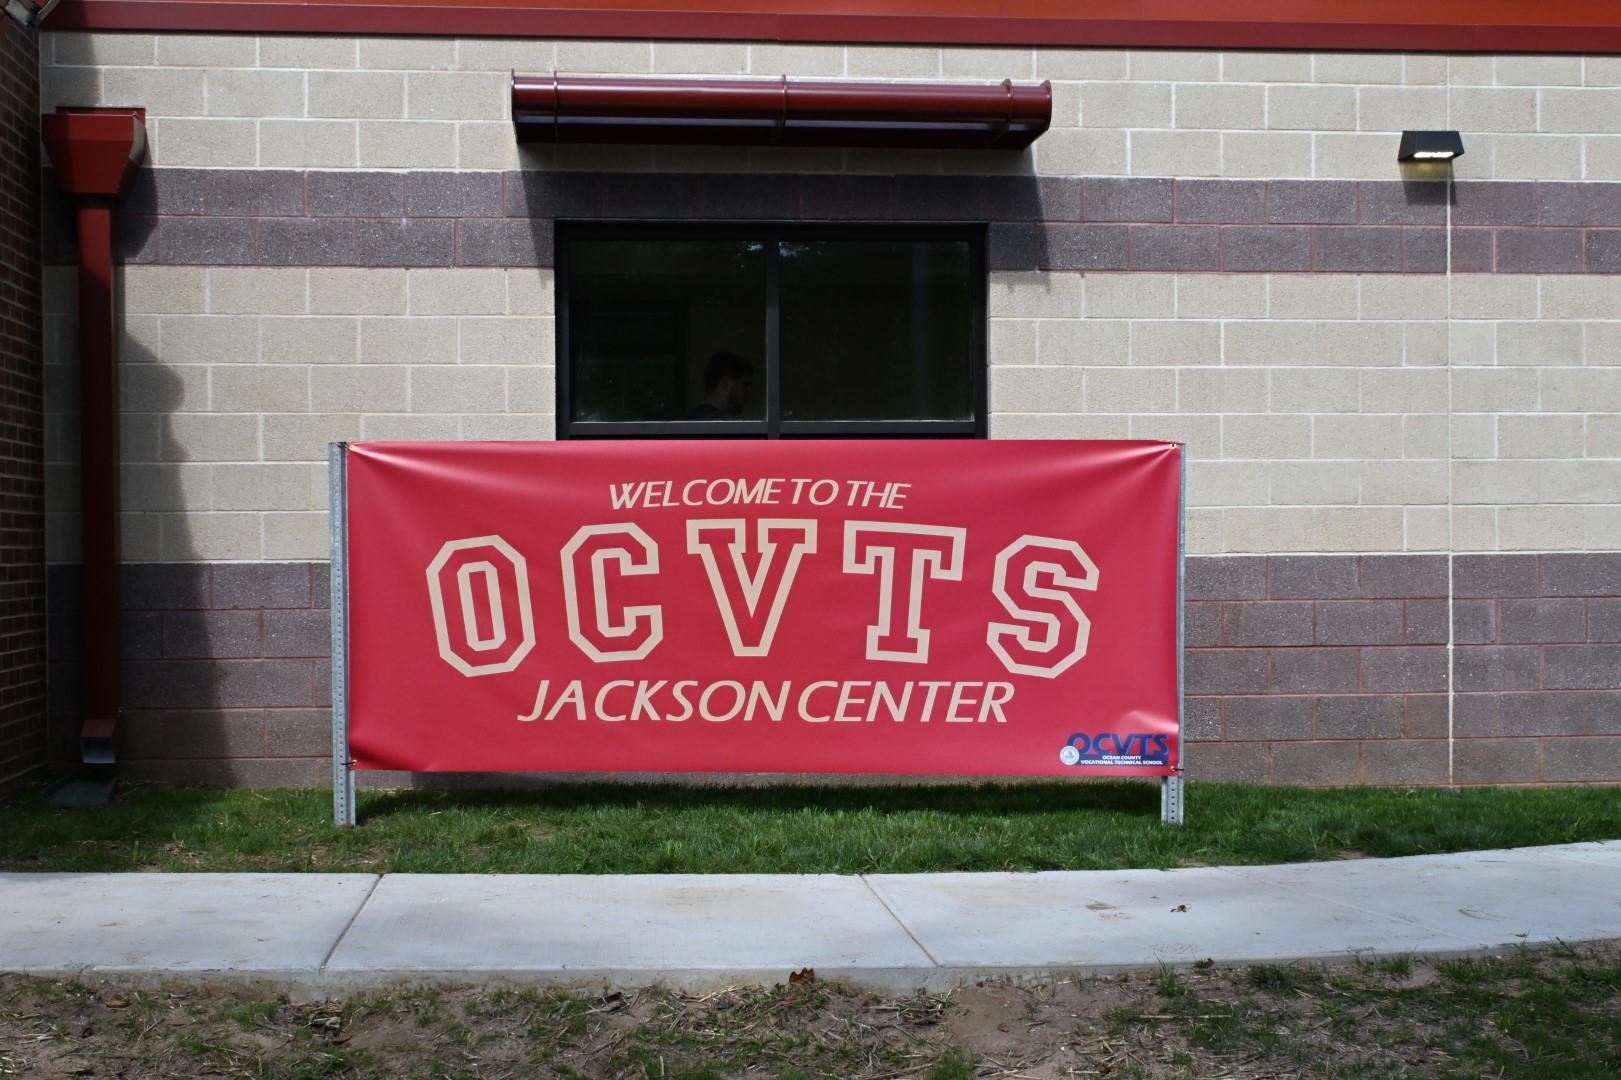 WELCOME TO THE
OCVTS
JACKSON CENTER
OCVTS
OCEAN COUNTY
VOCATIONAL TECHNICAL SCHOOL